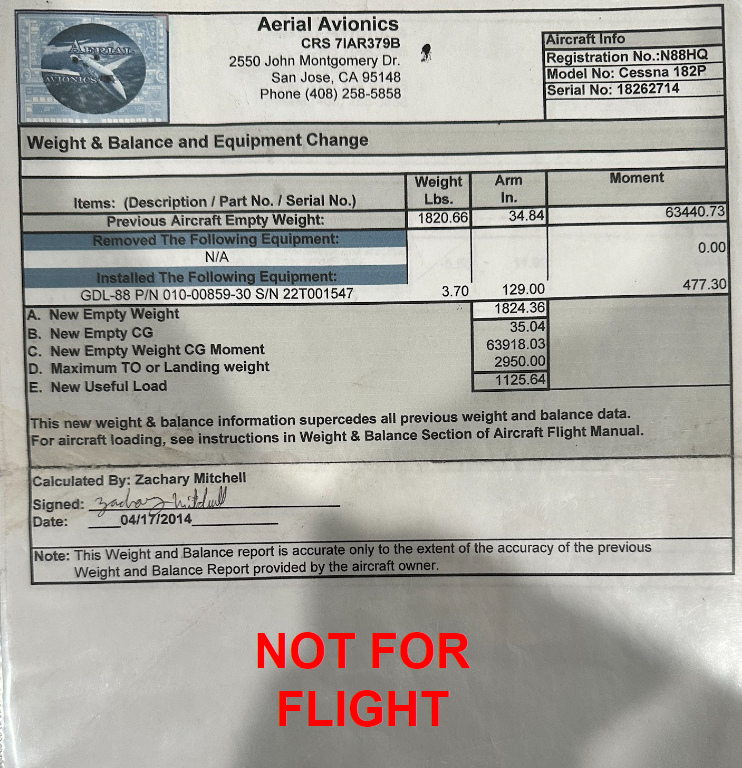 AERIAL
AVIONICS
Aerial Avionics
CRS 7IAR379B
2550 John Montgomery Dr.
San Jose, CA 95148
Phone (408) 258-5858
Aircraft Info
Registration No.:N88HQ
Model No: Cessna 182P
Serial No: 18262714
Weight & Balance and Equipment Change
Items: (Description / Part No. / Serial No.) Weight Lbs. Arm In. Moment
Previous Aircraft Empty Weight: 1820.66 34.84 63440.73
Removed The Following Equipment:
N/A 0.00
Installed The Following Equipment:
GDL-88 P/N 010-00859-30 S/N 22T001547 3.70 129.00 477.30
A. New Empty Weight 1824.36
B. New Empty CG 35.04
C. New Empty Weight CG Moment 63918.03
D. Maximum TO or Landing weight 2950.00
E. New Useful Load 1125.64
This new weight & balance information supercedes all previous weight and balance data.
For aircraft loading, see instructions in Weight & Balance Section of Aircraft Flight Manual.
Calculated By: Zachary Mitchell
Signed: Zachary Mitchell
Date: 04/17/2014
Note: This Weight and Balance report is accurate only to the extent of the accuracy of the previous
Weight and Balance Report provided by the aircraft owner.
NOT FOR
FLIGHT